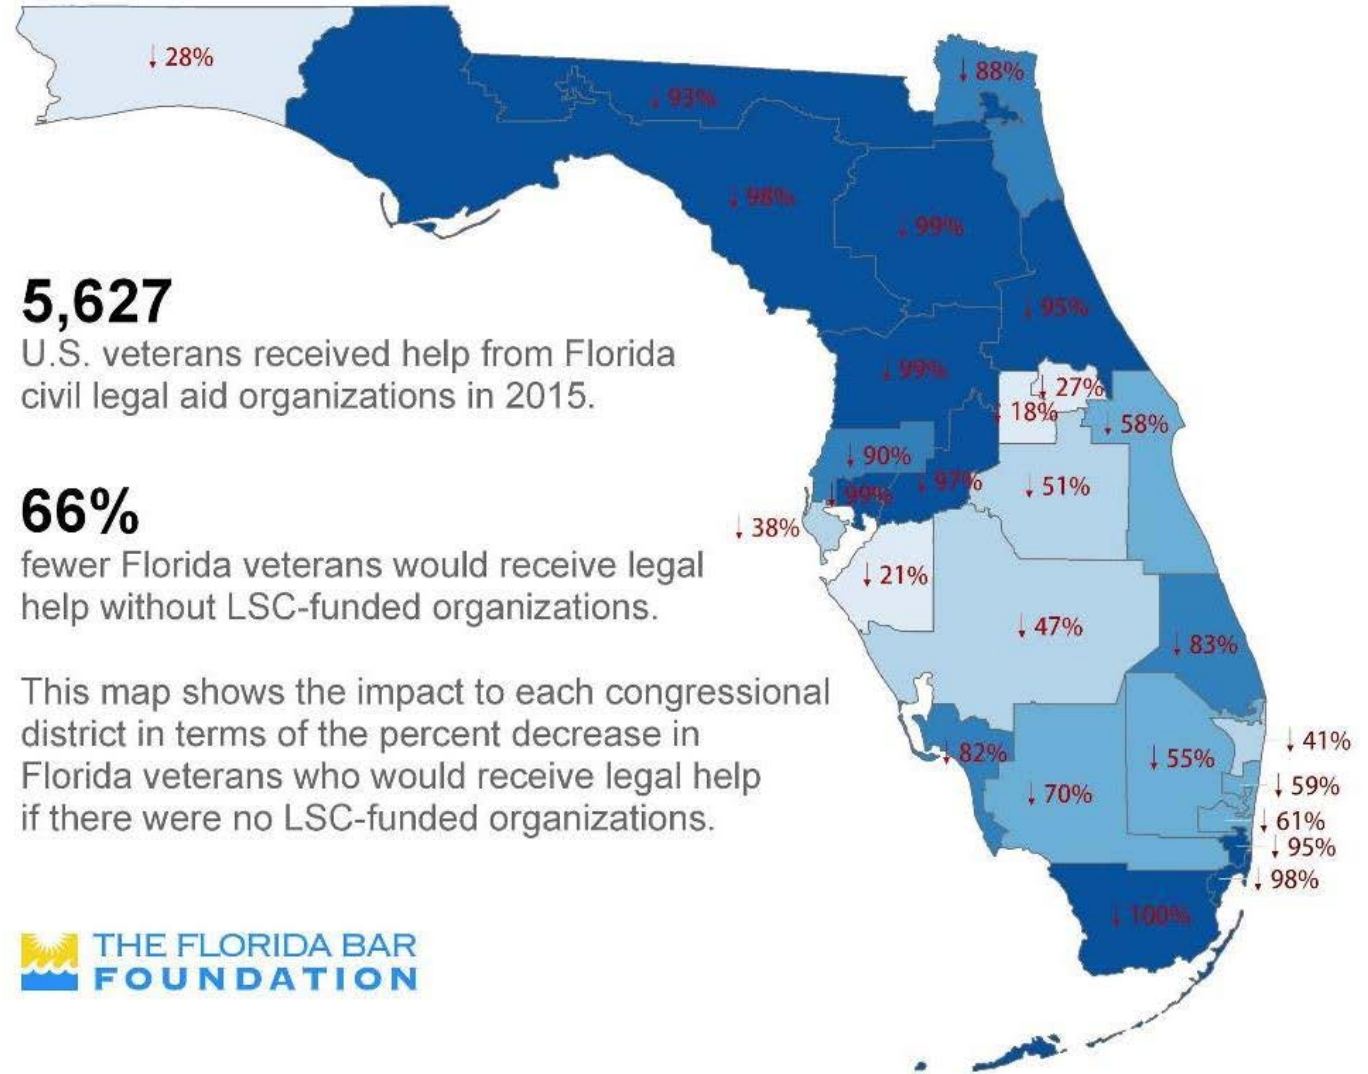 ↓ 28%
↓ 88%
↓ 93%
↓ 98%
↓ 99%
5,627
U.S. veterans received help from Florida
civil legal aid organizations in 2015.
↓ 95%
↓ 99%
↓ 27%
↓ 18%
↓ 58%
↓ 90%
↓ 97%
↓ 99%
↓ 51%
↓ 38%
66%
fewer Florida veterans would receive legal
help without LSC-funded organizations.
↓ 21%
↓ 47%
↓ 83%
This map shows the impact to each congressional
district in terms of the percent decrease in
Florida veterans who would receive legal help
if there were no LSC-funded organizations.
↓ 41%
↓ 82%
↓ 55%
↓ 59%
↓ 70%
↓ 61%
↓ 95%
↓ 98%
↓ 100%
THE FLORIDA BAR
FOUNDATION